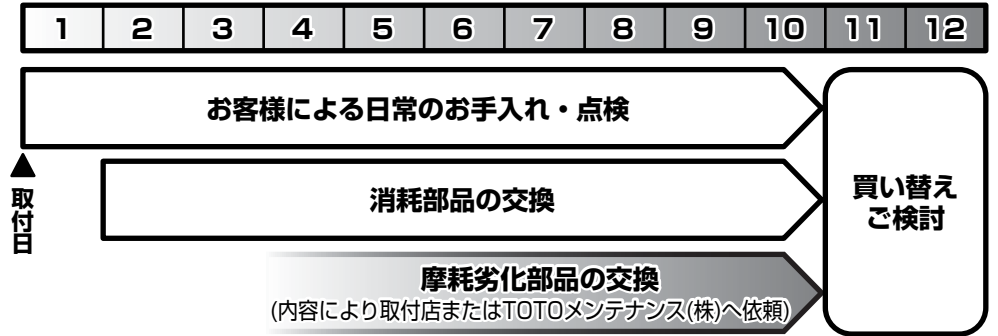 1 2 3 4 5 6 7 8 9 10 11 12
お客様による日常のお手入れ・点検
取付日
消耗部品の交換
買い替え
ご検討
摩耗劣化部品の交換
(内容により取付店またはTOTOメンテナンス(株)へ依頼)